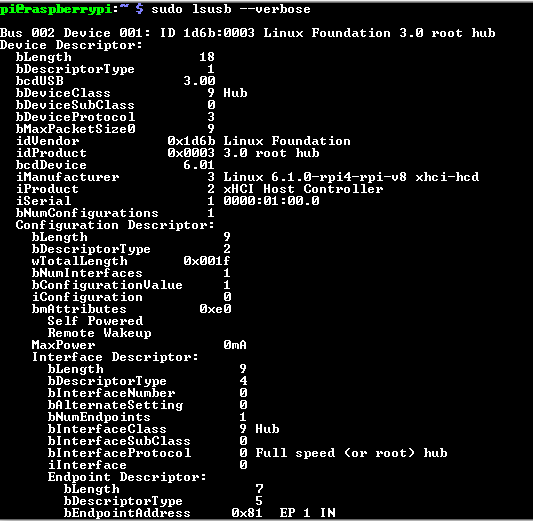 pi@raspberrypi:~ $ sudo lsusb --verbose
Bus 002 Device 001: ID 1d6b:0003 Linux Foundation 3.0 root hub
Device Descriptor:
  bLength                18
  bDescriptorType         1
  bcdUSB               3.00
  bDeviceClass            9 Hub
  bDeviceSubClass         0
  bDeviceProtocol         3
  bMaxPacketSize0         9
  idVendor           0x1d6b Linux Foundation
  idProduct          0x0003 3.0 root hub
  bcdDevice            6.01
  iManufacturer           3 Linux 6.1.0-rpi4-rpi-v8 xhci-hcd
  iProduct                2 xHCI Host Controller
  iSerial                 1 0000:01:00.0
  bNumConfigurations      1
  Configuration Descriptor:
    bLength                 9
    bDescriptorType         2
    wTotalLength       0x001f
    bNumInterfaces          1
    bConfigurationValue     1
    iConfiguration          0
    bmAttributes         0xe0
      Self Powered
      Remote Wakeup
    MaxPower                0mA
    Interface Descriptor:
      bLength                 9
      bDescriptorType         4
      bInterfaceNumber        0
      bAlternateSetting       0
      bNumEndpoints           1
      bInterfaceClass         9 Hub
      bInterfaceSubClass      0
      bInterfaceProtocol      0 Full speed (or root) hub
      iInterface              0
      Endpoint Descriptor:
        bLength                 7
        bDescriptorType         5
        bEndpointAddress     0x81  EP 1 IN